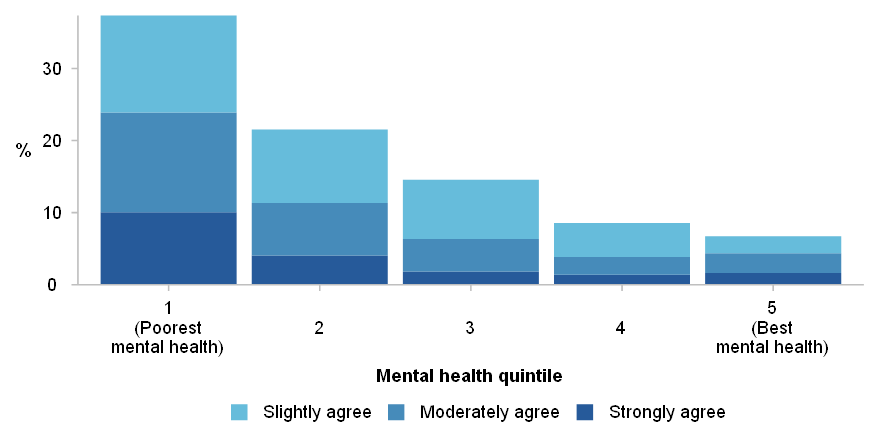 30
20
%
10
0
1
(Poorest
mental health)
2
3
4
5
(Best
mental health)
Mental health quintile
Slightly agree
Moderately agree
Strongly agree